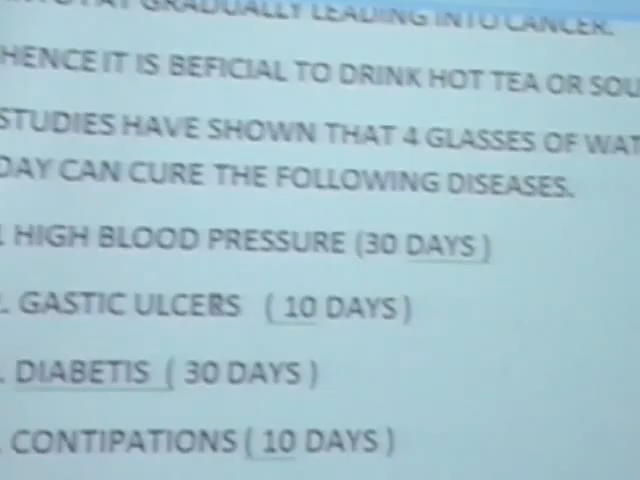 GRADUALLY LEADING INTO CANCER.
HENCE IT IS BEFICIAL TO DRINK HOT TEA OR SOU
STUDIES HAVE SHOWN THAT 4 GLASSES OF WAT
DAY CAN CURE THE FOLLOWING DISEASES.
HIGH BLOOD PRESSURE (30 DAYS )
. GASTIC ULCERS ( 10 DAYS )
. DIABETIS ( 30 DAYS )
. CONTIPATIONS ( 10 DAYS )